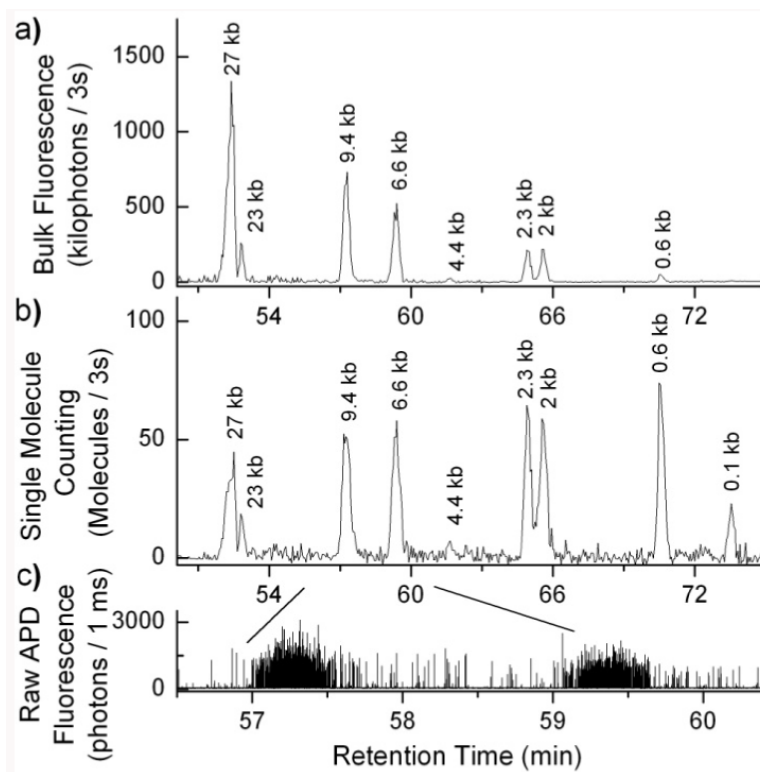 a)
Bulk Fluorescence
(kilophotons / 3s)
1500
1000
500
0
27 kb
23 kb
9.4 kb
6.6 kb
4.4 kb
2.3 kb
2 kb
0.6 kb
54
60
66
72
b)
Single Molecule
Counting
(Molecules / 3s)
100
50
0
27 kb
23 kb
9.4 kb
6.6 kb
4.4 kb
2.3 kb
2 kb
0.6 kb
0.1 kb
54
60
66
72
c)
Raw APD
Fluorescence
(photons / 1 ms)
3000
0
57
58
59
60
Retention Time (min)